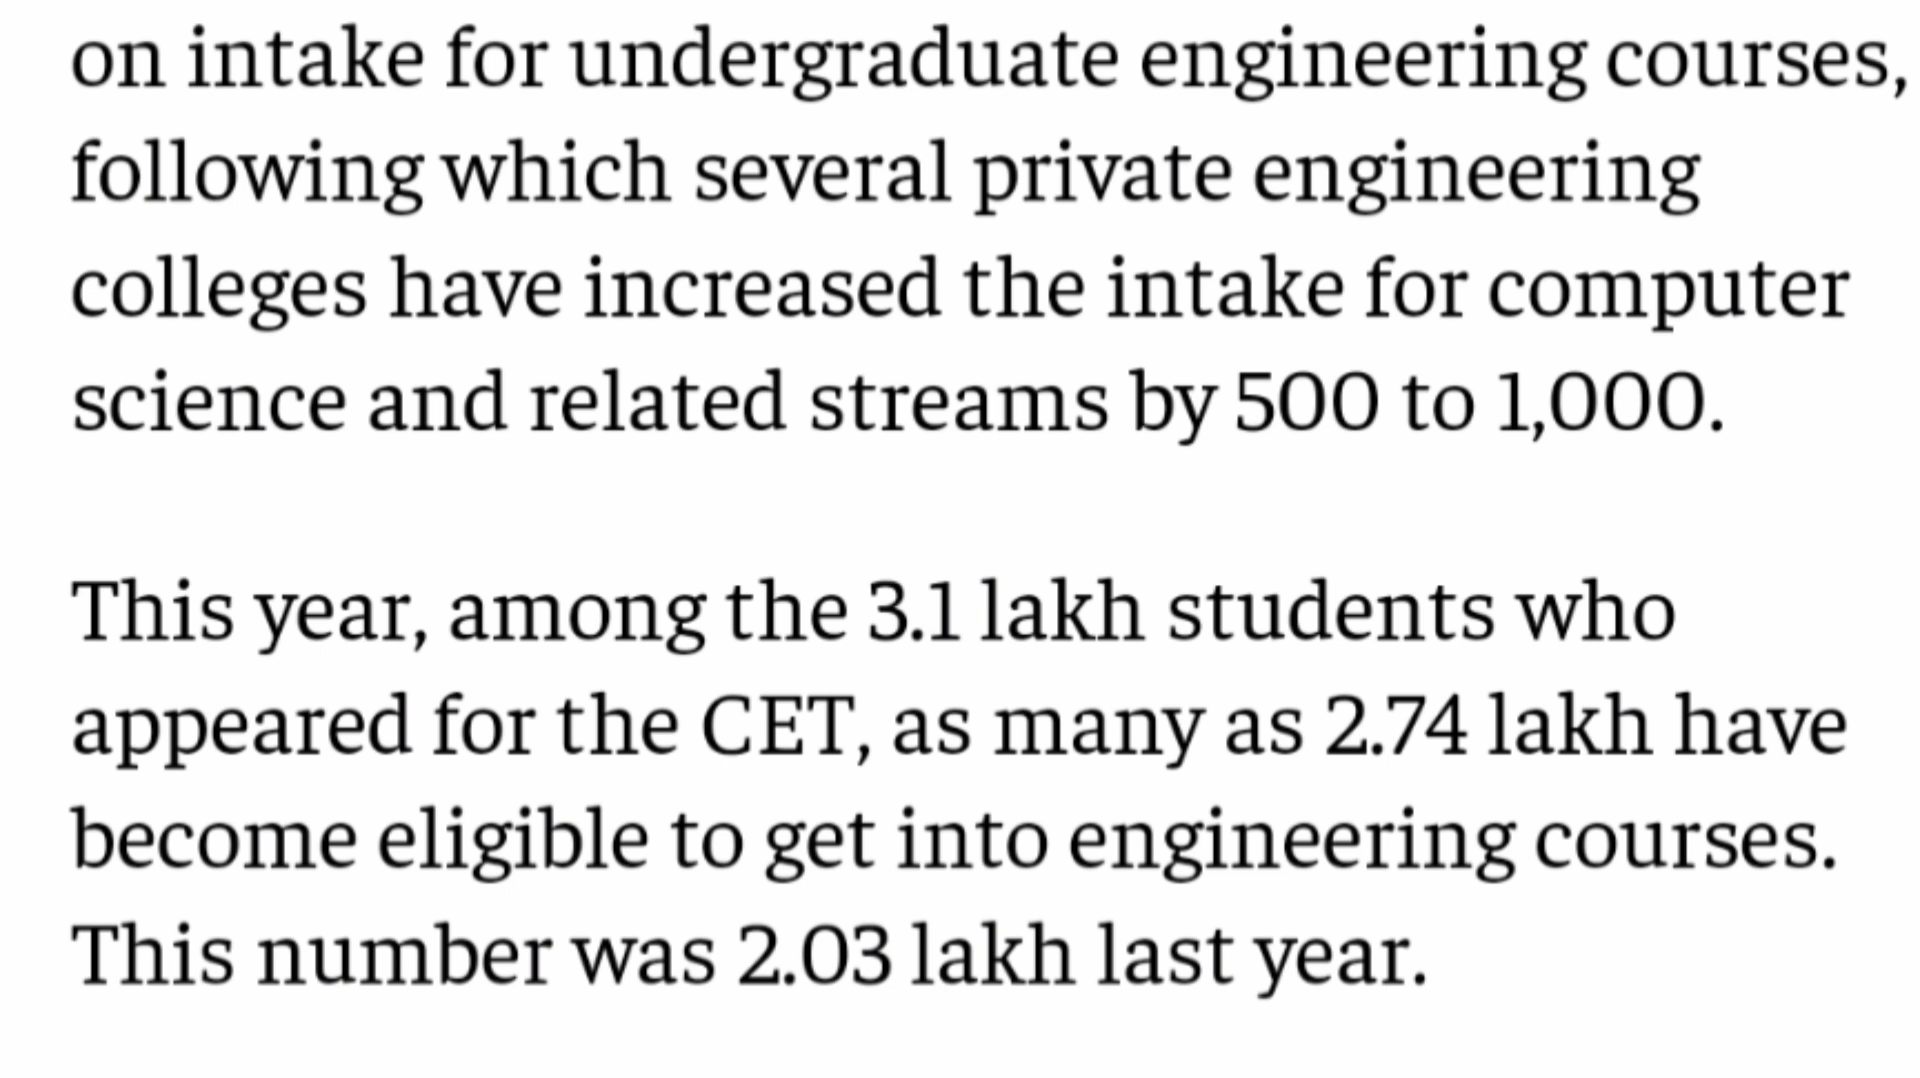 on intake for undergraduate engineering courses,
following which several private engineering
colleges have increased the intake for computer
science and related streams by 500 to 1,000.
This year, among the 3.1 lakh students who
appeared for the CET, as many as 2.74 lakh have
become eligible to get into engineering courses.
This number was 2.03 lakh last year.